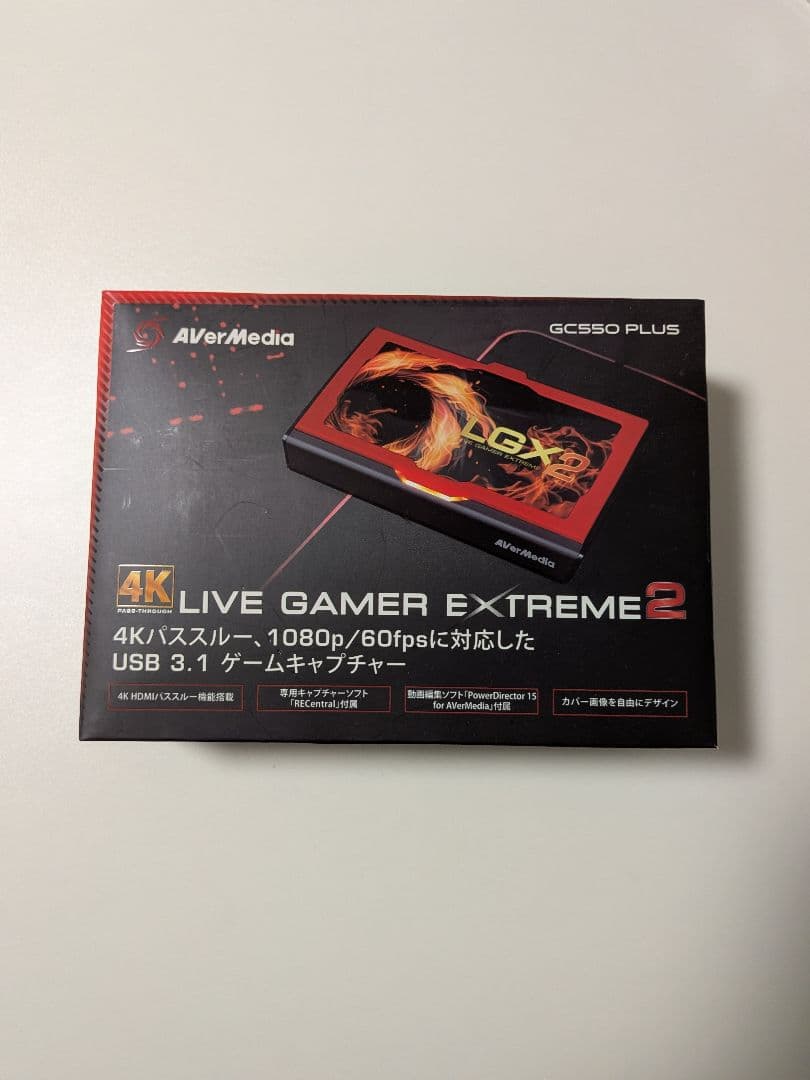 AVerMedia
GC550 PLUS
LGX2
LIVE GAMER EXTREME
AVerMedia
4K
PASS-THROUGH
LIVE GAMER EXTREME2
4Kパススルー、1080p/60fpsに対応した
USB 3.1 ゲームキャプチャー
4K HDMIパススルー機能搭載
専用キャプチャーソフト
「RECentral」付属
動画編集ソフト「PowerDirector 15
for AVerMedia」付属
カバー画像を自由にデザイン